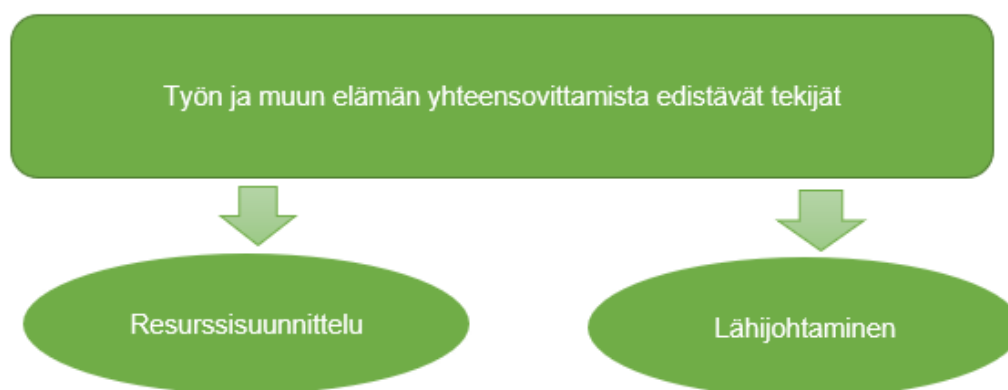 Työn ja muun elämän yhteensovittamista edistävät tekijät
Resurssisuunnittelu
Lähijohtaminen